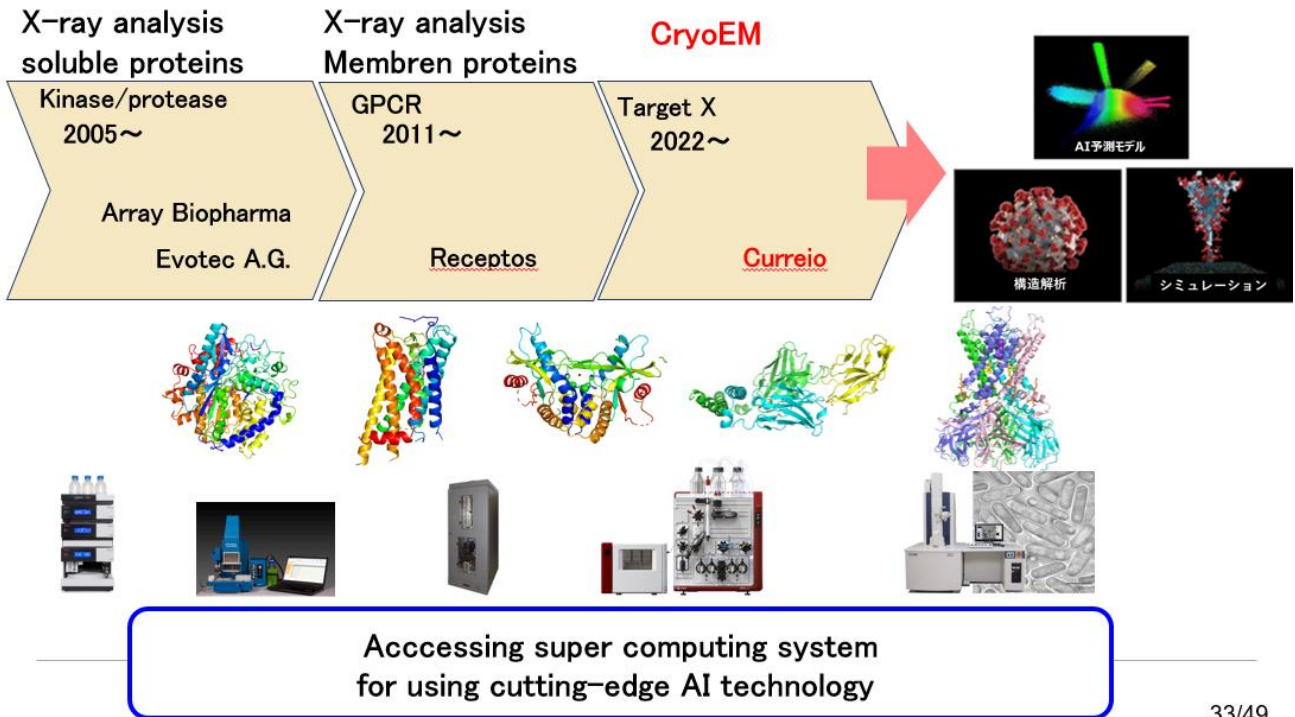 X-ray analysis
soluble proteins
X-ray analysis
Membren proteins
CryoEM
Kinase/protease
2005～
Array Biopharma
Evotec A.G.
GPCR
2011～
Receptos
Target X
2022～
Curreio
AI予測モデル
構造解析
シミュレーション
Acccessing super computing system
for using cutting-edge AI technology
33/49